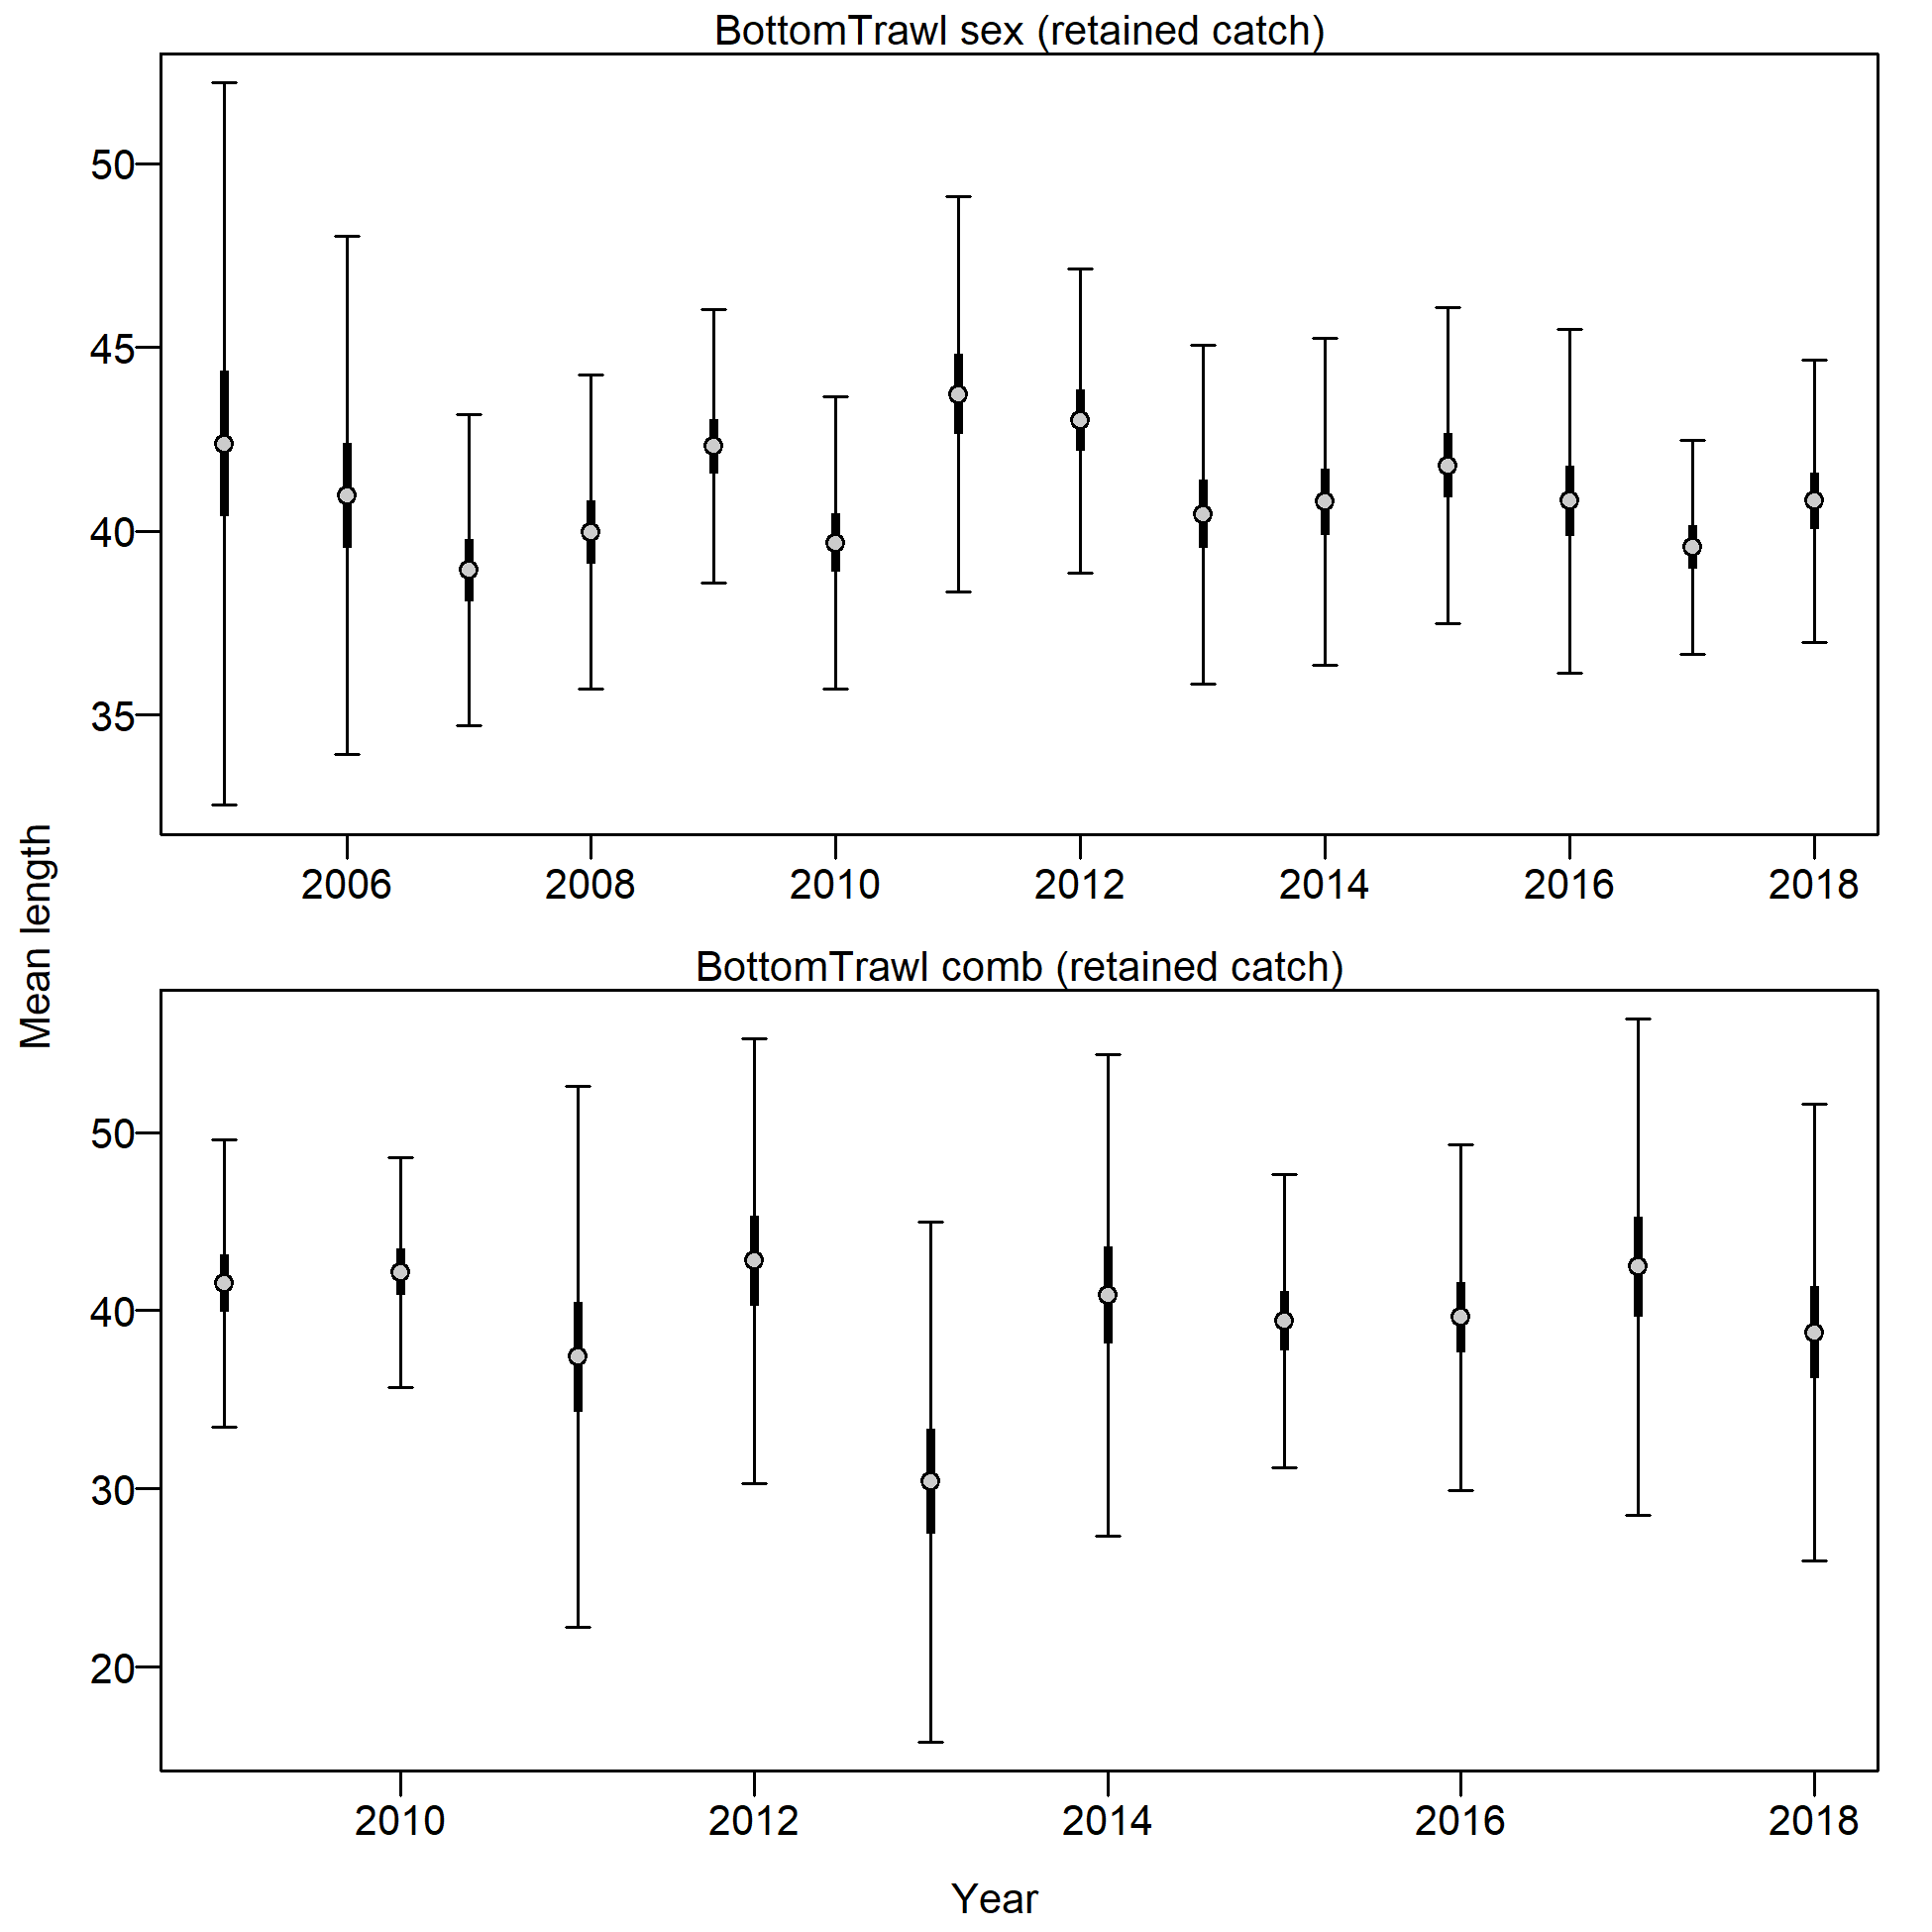 BottomTrawl sex (retained catch)
50
45
40
35
2006 2008 2010 2012 2014 2016 2018
Mean length
BottomTrawl comb (retained catch)
50
40
30
20
2010 2012 2014 2016 2018
Year